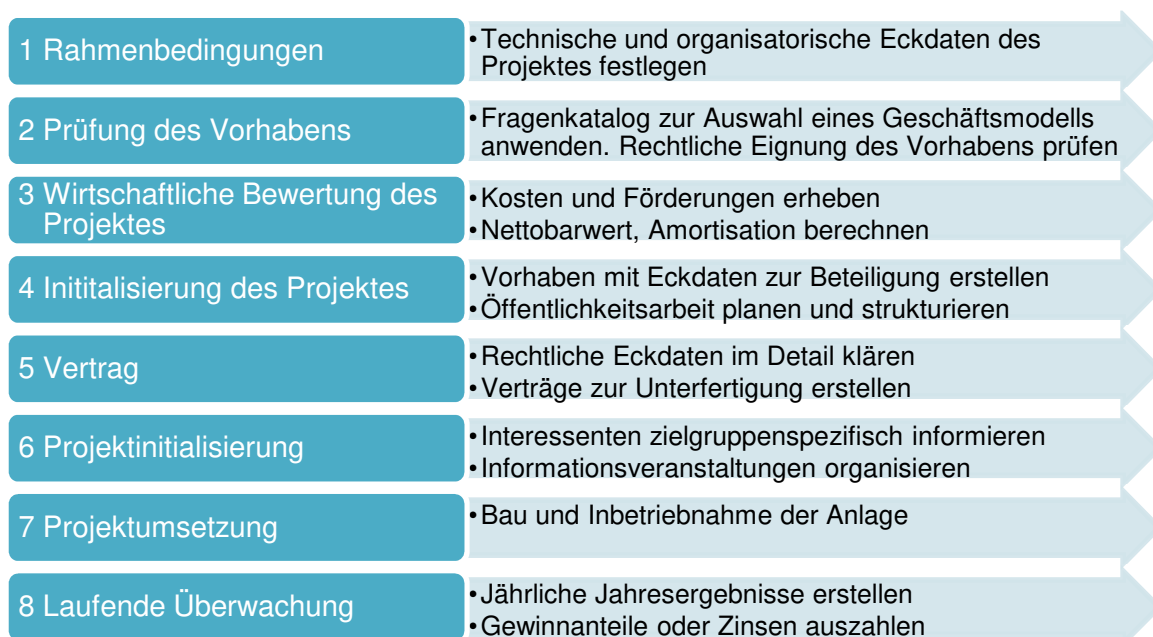 1 Rahmenbedingungen
•Technische und organisatorische Eckdaten des
Projektes festlegen
2 Prüfung des Vorhabens
•Fragenkatalog zur Auswahl eines Geschäftsmodells
anwenden. Rechtliche Eignung des Vorhabens prüfen
3 Wirtschaftliche Bewertung des
Projektes
•Kosten und Förderungen erheben
•Nettobarwert, Amortisation berechnen
4 Inititalisierung des Projektes
•Vorhaben mit Eckdaten zur Beteiligung erstellen
•Öffentlichkeitsarbeit planen und strukturieren
5 Vertrag
•Rechtliche Eckdaten im Detail klären
•Verträge zur Unterfertigung erstellen
6 Projektinitialisierung
•Interessenten zielgruppenspezifisch informieren
•Informationsveranstaltungen organisieren
7 Projektumsetzung
•Bau und Inbetriebnahme der Anlage
8 Laufende Überwachung
•Jährliche Jahresergebnisse erstellen
•Gewinnanteile oder Zinsen auszahlen